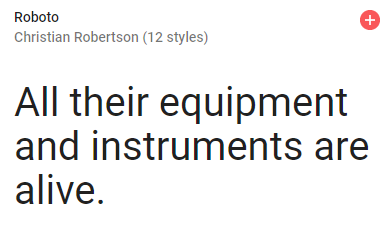 Roboto
Christian Robertson (12 styles)
All their equipment
and instruments are
alive.